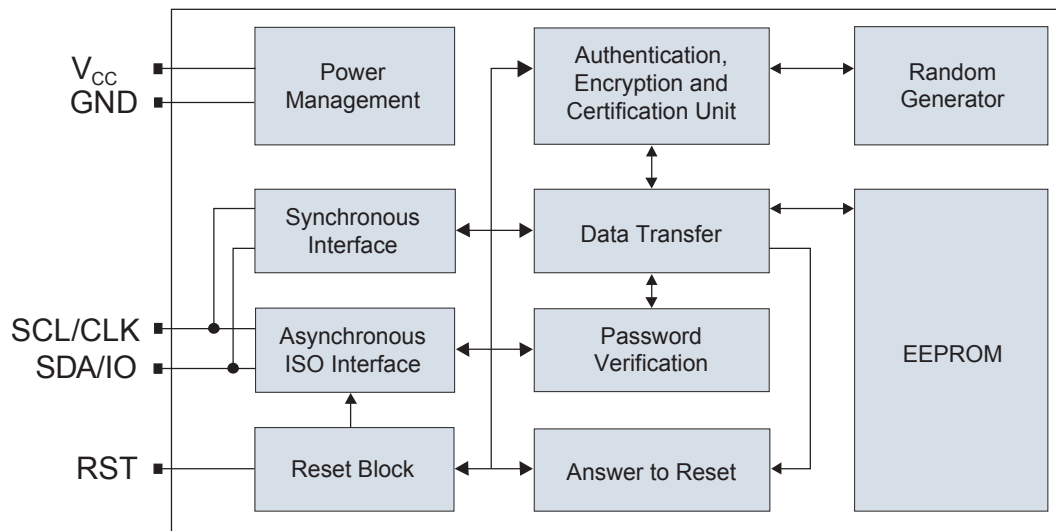 V_CC
GND
Power
Management
Authentication,
Encryption and
Certification Unit
Random
Generator
Synchronous
Interface
Data Transfer
SCL/CLK
SDA/IO
Asynchronous
ISO Interface
Password
Verification
EEPROM
RST
Reset Block
Answer to Reset